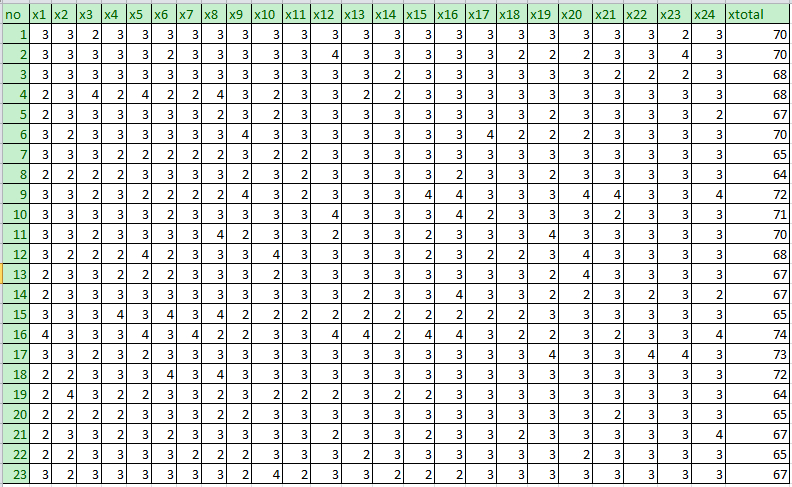 no x1 x2 x3 x4 x5 x6 x7 x8 x9 x10 x11 x12 x13 x14 x15 x16 x17 x18 x19 x20 x21 x22 x23 x24 xtotal
1 3 3 2 3 3 3 3 3 3 3 3 3 3 3 3 3 3 3 3 3 3 3 2 3 70
2 3 3 3 3 3 2 3 3 3 3 3 4 3 3 3 3 3 2 2 2 3 3 4 3 70
3 3 3 3 3 3 3 3 3 3 3 3 3 3 2 3 3 3 3 3 3 2 2 2 3 68
4 2 3 4 2 4 2 2 4 3 2 3 3 2 2 3 3 3 3 3 3 3 3 3 3 68
5 2 3 3 3 3 3 3 2 3 2 3 3 3 3 3 3 3 3 2 3 3 3 3 2 67
6 3 2 3 3 3 3 3 3 4 3 3 3 3 3 3 3 4 2 2 2 3 3 3 3 70
7 3 3 3 2 2 2 2 2 3 2 2 3 3 3 3 3 3 3 3 3 3 3 3 3 65
8 2 2 2 2 3 3 3 3 2 3 2 3 3 3 3 2 3 3 2 3 3 3 3 3 64
9 3 3 2 3 2 2 2 2 4 3 2 3 3 3 4 4 3 3 3 4 4 3 3 4 72
10 3 3 3 3 3 2 3 3 3 3 3 4 3 3 3 4 2 3 3 3 2 3 3 3 71
11 3 3 2 3 3 3 3 4 2 3 3 2 3 3 2 3 3 3 4 3 3 3 3 3 70
12 3 2 2 2 4 2 3 3 3 4 3 3 3 3 2 3 2 2 3 4 3 3 3 3 68
13 2 3 3 2 2 2 3 3 3 2 3 3 3 3 3 3 3 3 2 4 3 3 3 3 67
14 2 3 3 3 3 3 3 3 3 3 3 3 2 3 3 4 3 3 2 2 3 2 3 2 67
15 3 3 3 4 3 4 3 4 2 2 2 2 2 2 2 2 2 2 3 3 3 3 3 3 65
16 4 3 3 3 4 3 4 2 2 3 3 4 4 2 4 4 3 2 2 3 2 3 3 4 74
17 3 3 2 3 2 3 3 3 3 3 3 3 3 3 3 3 3 3 4 3 3 4 4 3 73
18 2 2 3 3 3 4 3 4 3 3 3 3 3 3 3 3 3 3 3 3 3 3 3 3 72
19 2 4 3 2 2 3 3 2 3 2 2 2 3 2 2 3 3 3 3 3 3 3 3 3 64
20 2 2 2 2 3 3 2 2 3 3 3 3 3 3 3 3 3 3 3 3 2 3 3 3 65
21 2 3 3 2 3 2 3 3 3 3 3 2 3 3 2 3 3 2 3 3 3 3 3 4 67
22 2 2 3 3 3 3 2 2 2 3 3 3 2 3 3 3 3 3 3 2 3 3 3 3 65
23 3 2 3 3 3 3 3 3 2 4 2 3 3 2 2 2 3 3 3 3 3 3 3 3 67